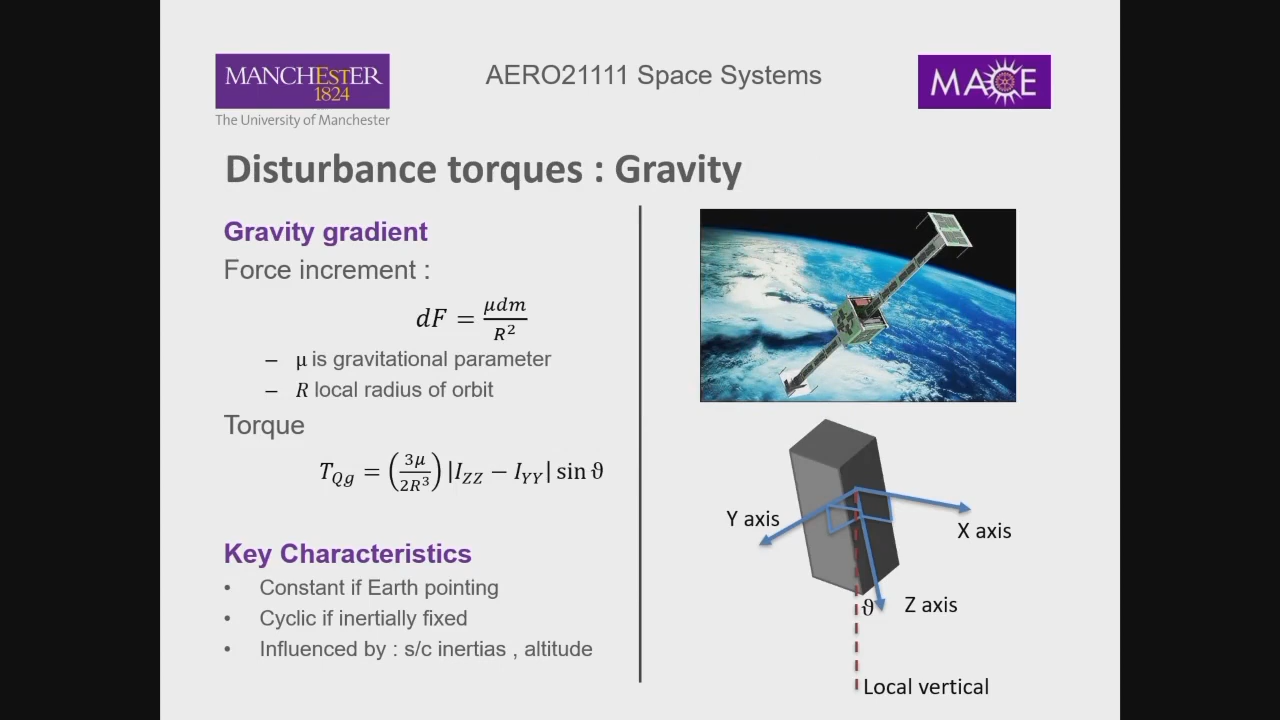 MANCHESTER
1824
The University of Manchester
AERO21111 Space Systems
MACE
Disturbance torques : Gravity
Gravity gradient
Force increment :
dF = μdm / R²
– μ is gravitational parameter
– R local radius of orbit
Torque
T_Qg = (3μ / 2R³) |I_ZZ − I_YY| sin ϑ
Key Characteristics
• Constant if Earth pointing
• Cyclic if inertially fixed
• Influenced by : s/c inertias , altitude
Y axis
X axis
Z axis
ϑ
Local vertical